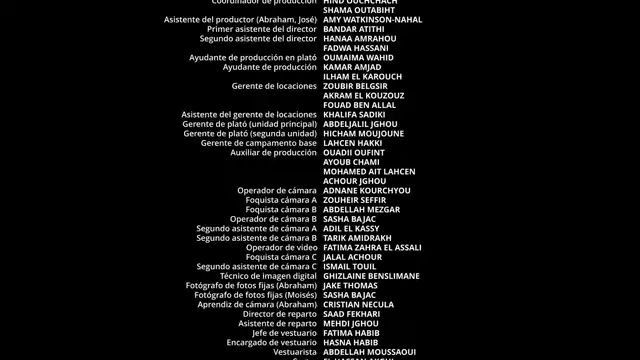 Coordinador de producción HIND OUCHCHACH
SHAMA OUTABIHT
Asistente del productor (Abraham, José) AMY WATKINSON-NAHAL
Primer asistente del director BANDAR ATITHI
Segundo asistente del director HANAA AMRAHOU
FADWA HASSANI
Ayudante de producción en plató OUMAIMA WAHID
Ayudante de producción KAMAR AMJAD
ILHAM EL KAROUCH
Gerente de locaciones ZOUBIR BELGSIR
AKRAM EL KOUZOUZ
FOUAD BEN ALLAL
Asistente del gerente de locaciones KHALIFA SADIKI
Gerente de plató (unidad principal) ABDELJALIL JGHOU
Gerente de plató (segunda unidad) HICHAM MOUJOUNE
Gerente de campamento base LAHCEN HAKKI
Auxiliar de producción OUADII OUFINT
AYOUB CHAMI
MOHAMED AIT LAHCEN
ACHOUR JGHOU
Operador de cámara ADNANE KOURCHYOU
Foquista cámara A ZOUHEIR SEFFIR
Foquista cámara B ABDELLAH MEZGAR
Operador de cámara B SASHA BAJAC
Segundo asistente de cámara A ADIL EL KASSY
Segundo asistente de cámara B TARIK AMIDRAKH
Operador de video FATIMA ZAHRA EL ASSALI
Foquista cámara C JALAL ACHOUR
Segundo asistente de cámara C ISMAIL TOUIL
Técnico de imagen digital GHIZLAINE BENSLIMANE
Fotógrafo de fotos fijas (Abraham) JAKE THOMAS
Fotógrafo de fotos fijas (Moisés) SASHA BAJAC
Aprendiz de cámara (Abraham) CRISTIAN NECULA
Director de reparto SAAD FEKHARI
Asistente de reparto MEHDI JGHOU
Jefe de vestuario FATIMA HABIB
Encargado de vestuario HASNA HABIB
Vestuarista ABDELLAH MOUSSAOUI